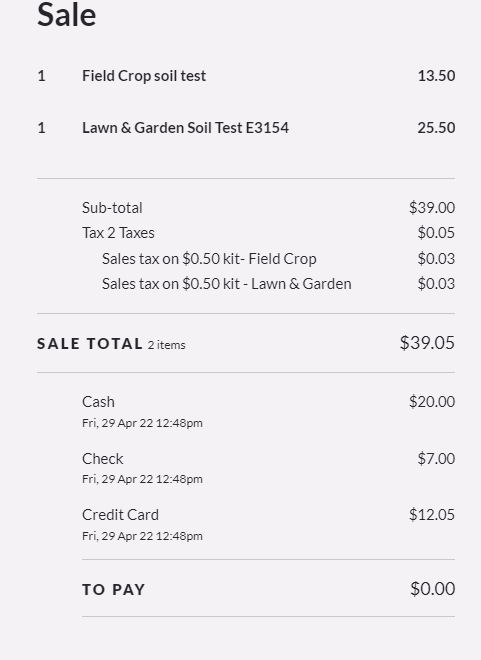 Sale
1 Field Crop soil test 13.50
1 Lawn & Garden Soil Test E3154 25.50
Sub-total $39.00
Tax 2 Taxes $0.05
Sales tax on $0.50 kit- Field Crop $0.03
Sales tax on $0.50 kit - Lawn & Garden $0.03
SALE TOTAL 2 items $39.05
Cash $20.00
Fri, 29 Apr 22 12:48pm
Check $7.00
Fri, 29 Apr 22 12:48pm
Credit Card $12.05
Fri, 29 Apr 22 12:48pm
TO PAY $0.00